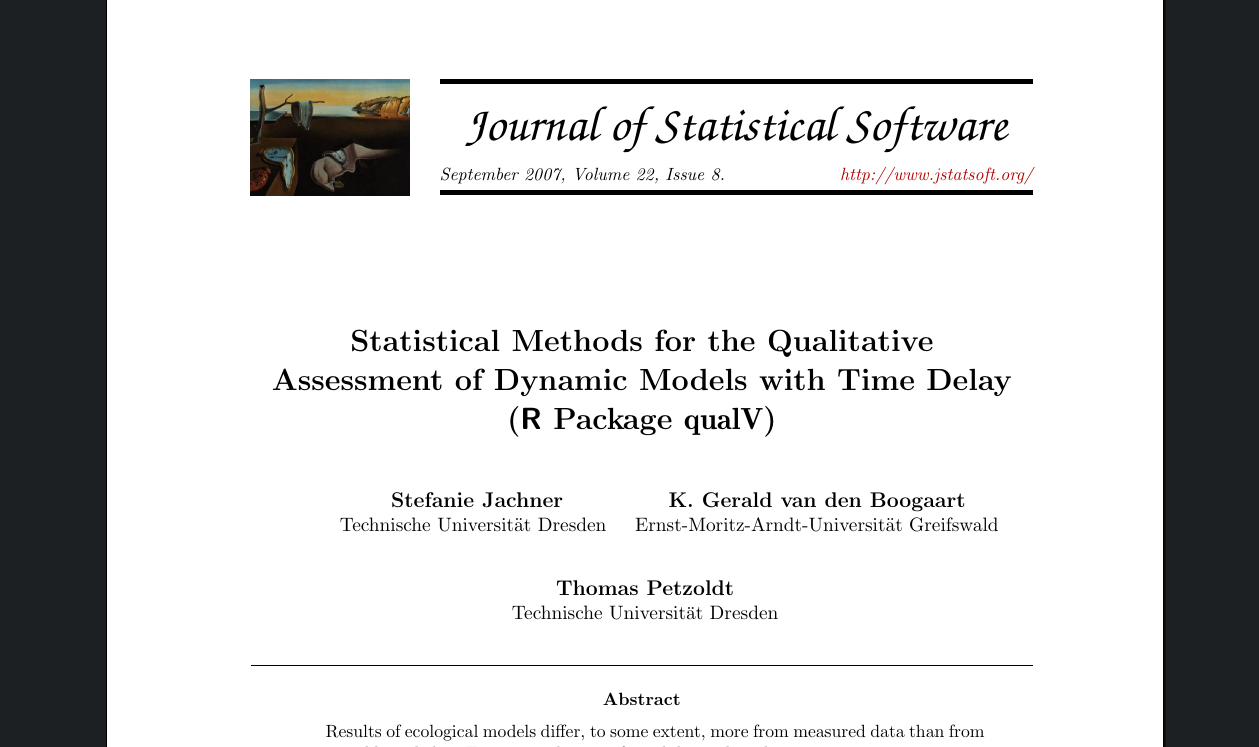 Journal of Statistical Software
September 2007, Volume 22, Issue 8.
http://www.jstatsoft.org/
Statistical Methods for the Qualitative
Assessment of Dynamic Models with Time Delay
(R Package qualV)
Stefanie Jachner
Technische Universität Dresden
K. Gerald van den Boogaart
Ernst-Moritz-Arndt-Universität Greifswald
Thomas Petzoldt
Technische Universität Dresden
Abstract
Results of ecological models differ, to some extent, more from measured data than from